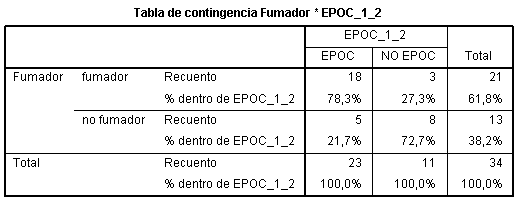 Tabla de contingencia Fumador * EPOC_1_2
EPOC_1_2
EPOC NO EPOC Total
Fumador fumador Recuento 18 3 21
% dentro de EPOC_1_2 78,3% 27,3% 61,8%
no fumador Recuento 5 8 13
% dentro de EPOC_1_2 21,7% 72,7% 38,2%
Total Recuento 23 11 34
% dentro de EPOC_1_2 100,0% 100,0% 100,0%